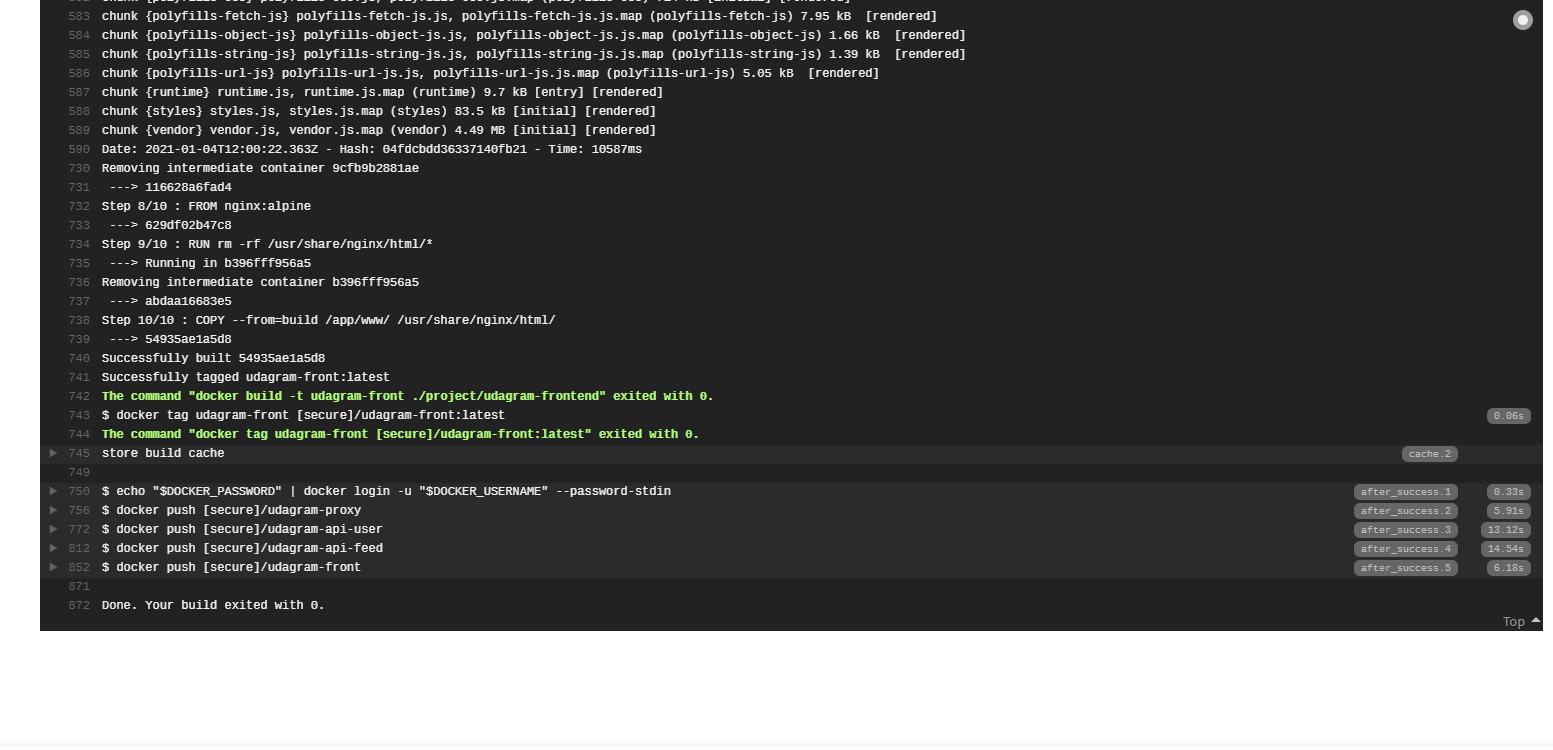 583 chunk {polyfills-fetch-js} polyfills-fetch-js.js, polyfills-fetch-js.js.map (polyfills-fetch-js) 7.95 kB  [rendered]
584 chunk {polyfills-object-js} polyfills-object-js.js, polyfills-object-js.js.map (polyfills-object-js) 1.66 kB  [rendered]
585 chunk {polyfills-string-js} polyfills-string-js.js, polyfills-string-js.js.map (polyfills-string-js) 1.39 kB  [rendered]
586 chunk {polyfills-url-js} polyfills-url-js.js, polyfills-url-js.js.map (polyfills-url-js) 5.05 kB  [rendered]
587 chunk {runtime} runtime.js, runtime.js.map (runtime) 9.7 kB [entry] [rendered]
588 chunk {styles} styles.js, styles.js.map (styles) 83.5 kB [initial] [rendered]
589 chunk {vendor} vendor.js, vendor.js.map (vendor) 4.49 MB [initial] [rendered]
590 Date: 2021-01-04T12:00:22.363Z - Hash: 04fdcbdd36337140fb21 - Time: 10587ms
730 Removing intermediate container 9cfb9b2881ae
731  ---> 116628a6fad4
732 Step 8/10 : FROM nginx:alpine
733  ---> 629df02b47c8
734 Step 9/10 : RUN rm -rf /usr/share/nginx/html/*
735  ---> Running in b396fff956a5
736 Removing intermediate container b396fff956a5
737  ---> abdaa16683e5
738 Step 10/10 : COPY --from=build /app/www/ /usr/share/nginx/html/
739  ---> 54935ae1a5d8
740 Successfully built 54935ae1a5d8
741 Successfully tagged udagram-front:latest
742 The command "docker build -t udagram-front ./project/udagram-frontend" exited with 0.
743 $ docker tag udagram-front [secure]/udagram-front:latest 0.06s
744 The command "docker tag udagram-front [secure]/udagram-front:latest" exited with 0.
745 store build cache cache.2
749
750 $ echo "$DOCKER_PASSWORD" | docker login -u "$DOCKER_USERNAME" --password-stdin after_success.1 0.33s
756 $ docker push [secure]/udagram-proxy after_success.2 5.91s
772 $ docker push [secure]/udagram-api-user after_success.3 13.12s
812 $ docker push [secure]/udagram-api-feed after_success.4 14.54s
852 $ docker push [secure]/udagram-front after_success.5 6.18s
871
872 Done. Your build exited with 0.
Top